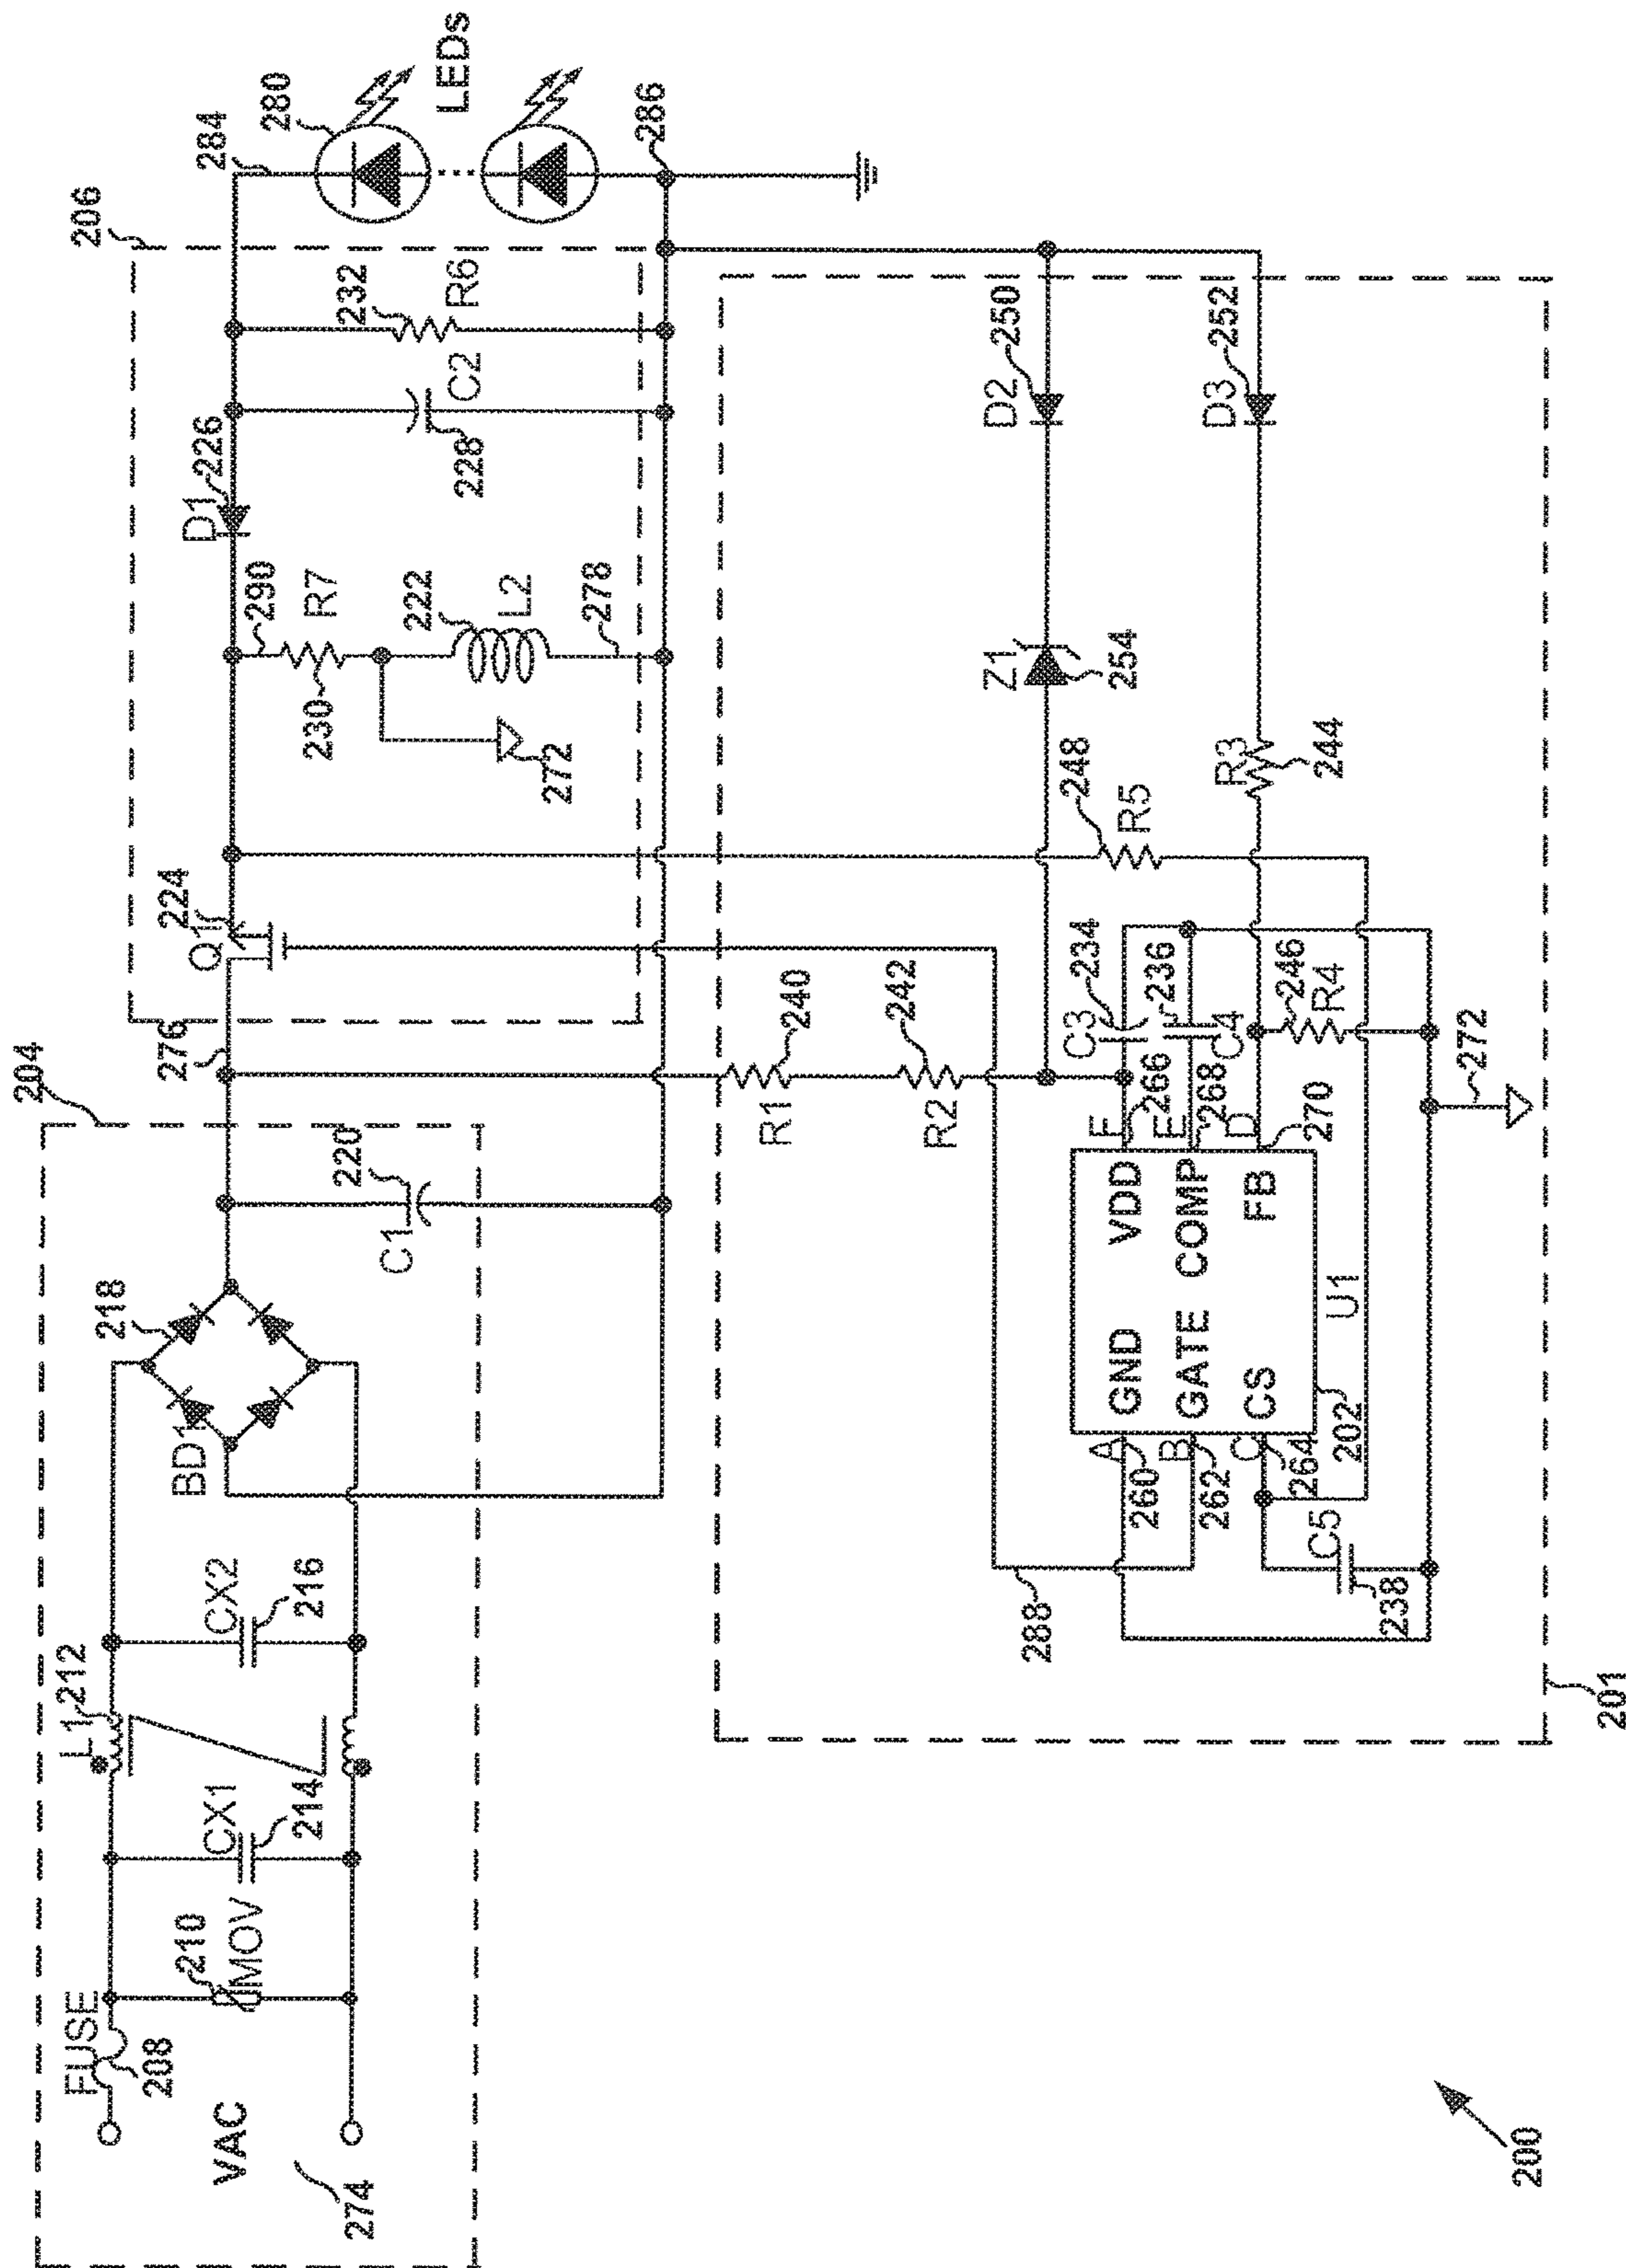 204
206
284
280
LEDs
286
276
Q1
224
290
R7
230
222
L2
278
272
D1
226
C2
228
232
R6
218
BD1
220
C1
L1
212
CX2
216
CX1
214
210
MOV
FUSE
208
VAC
274
R1
240
R2
242
Z1
254
D2
250
D3
252
R3
244
248
R5
C3
234
236
C4
246
R4
272
F
266
E
268
D
270
GND
VDD
GATE
COMP
CS
FB
U1
202
A
260
B
262
C
264
C5
238
288
201
200